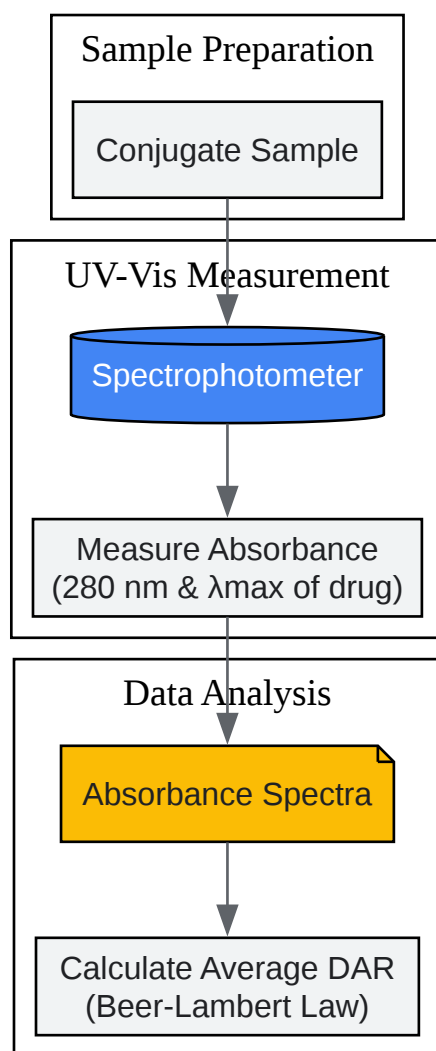 Sample Preparation
Conjugate Sample
UV-Vis Measurement
Spectrophotometer
Measure Absorbance
(280 nm & λmax of drug)
Data Analysis
Absorbance Spectra
Calculate Average DAR
(Beer-Lambert Law)